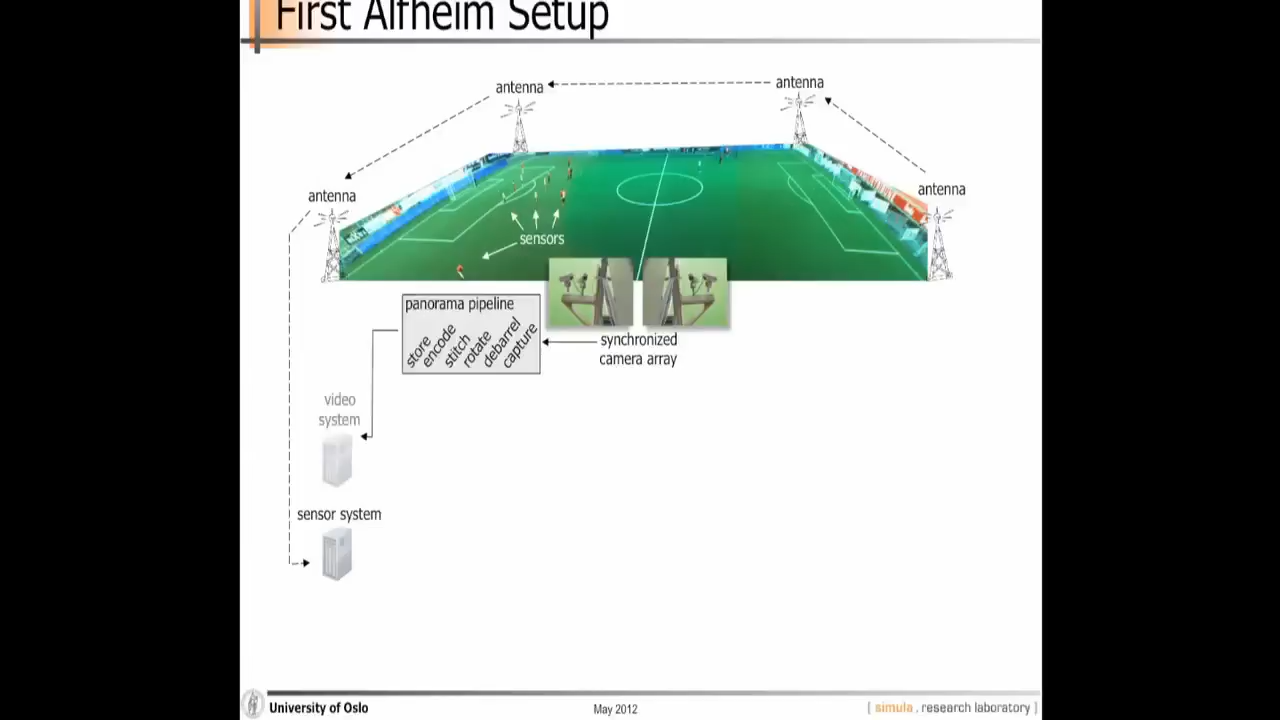 First Alfheim Setup
antenna
antenna
antenna
antenna
sensors
panorama pipeline
store
encode
stitch
rotate
debarrel
capture
synchronized
camera array
video
system
sensor system
University of Oslo
May 2012
[ simula . research laboratory ]